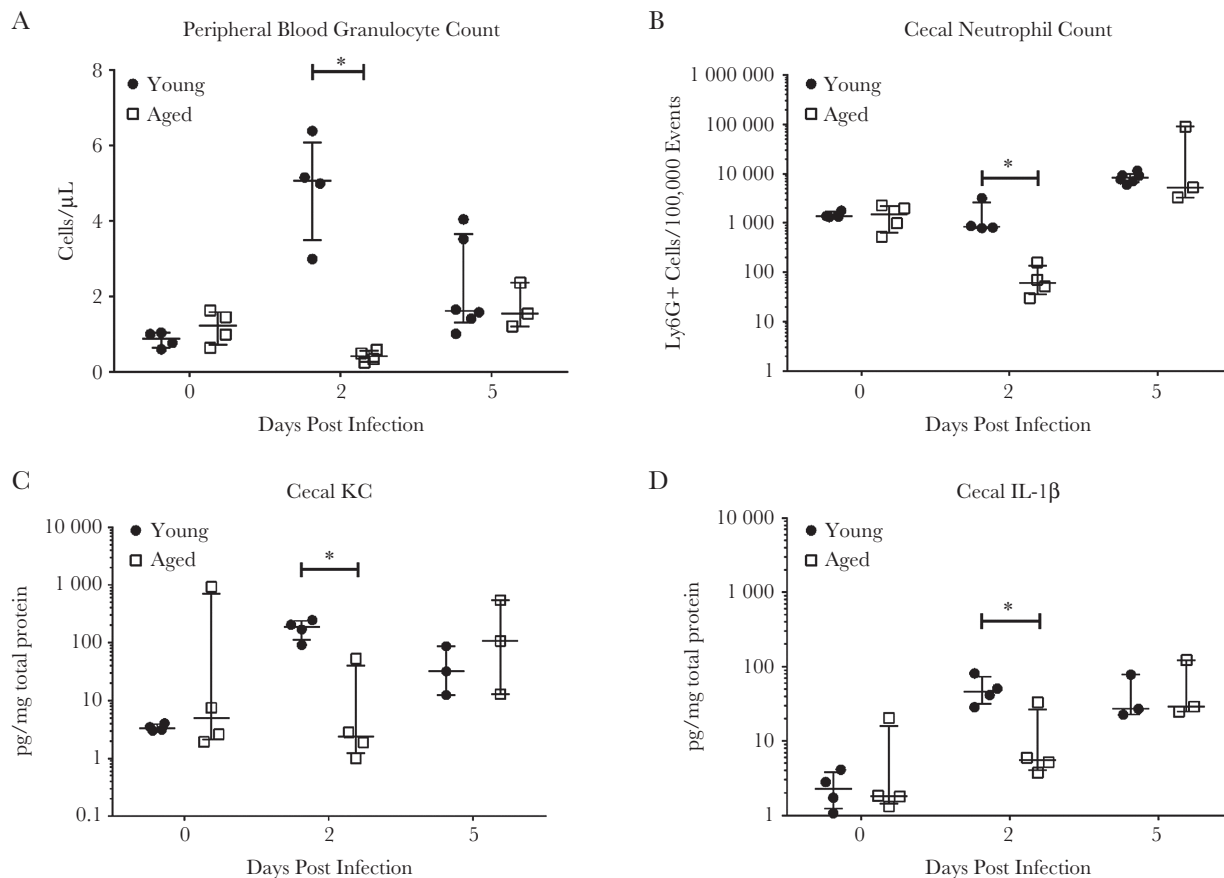 A
Peripheral Blood Granulocyte Count
Young
Aged
*
Cells/µL
8
6
4
2
0
0 2 5
Days Post Infection
B
Cecal Neutrophil Count
Young
Aged
*
Ly6G+ Cells/100,000 Events
1 000 000
100 000
10 000
1 000
100
10
1
0 2 5
Days Post Infection
C
Cecal KC
Young
Aged
*
pg/mg total protein
10 000
1 000
100
10
1
0.1
0 2 5
Days Post Infection
D
Cecal IL-1β
Young
Aged
*
pg/mg total protein
10 000
1 000
100
10
1
0 2 5
Days Post Infection